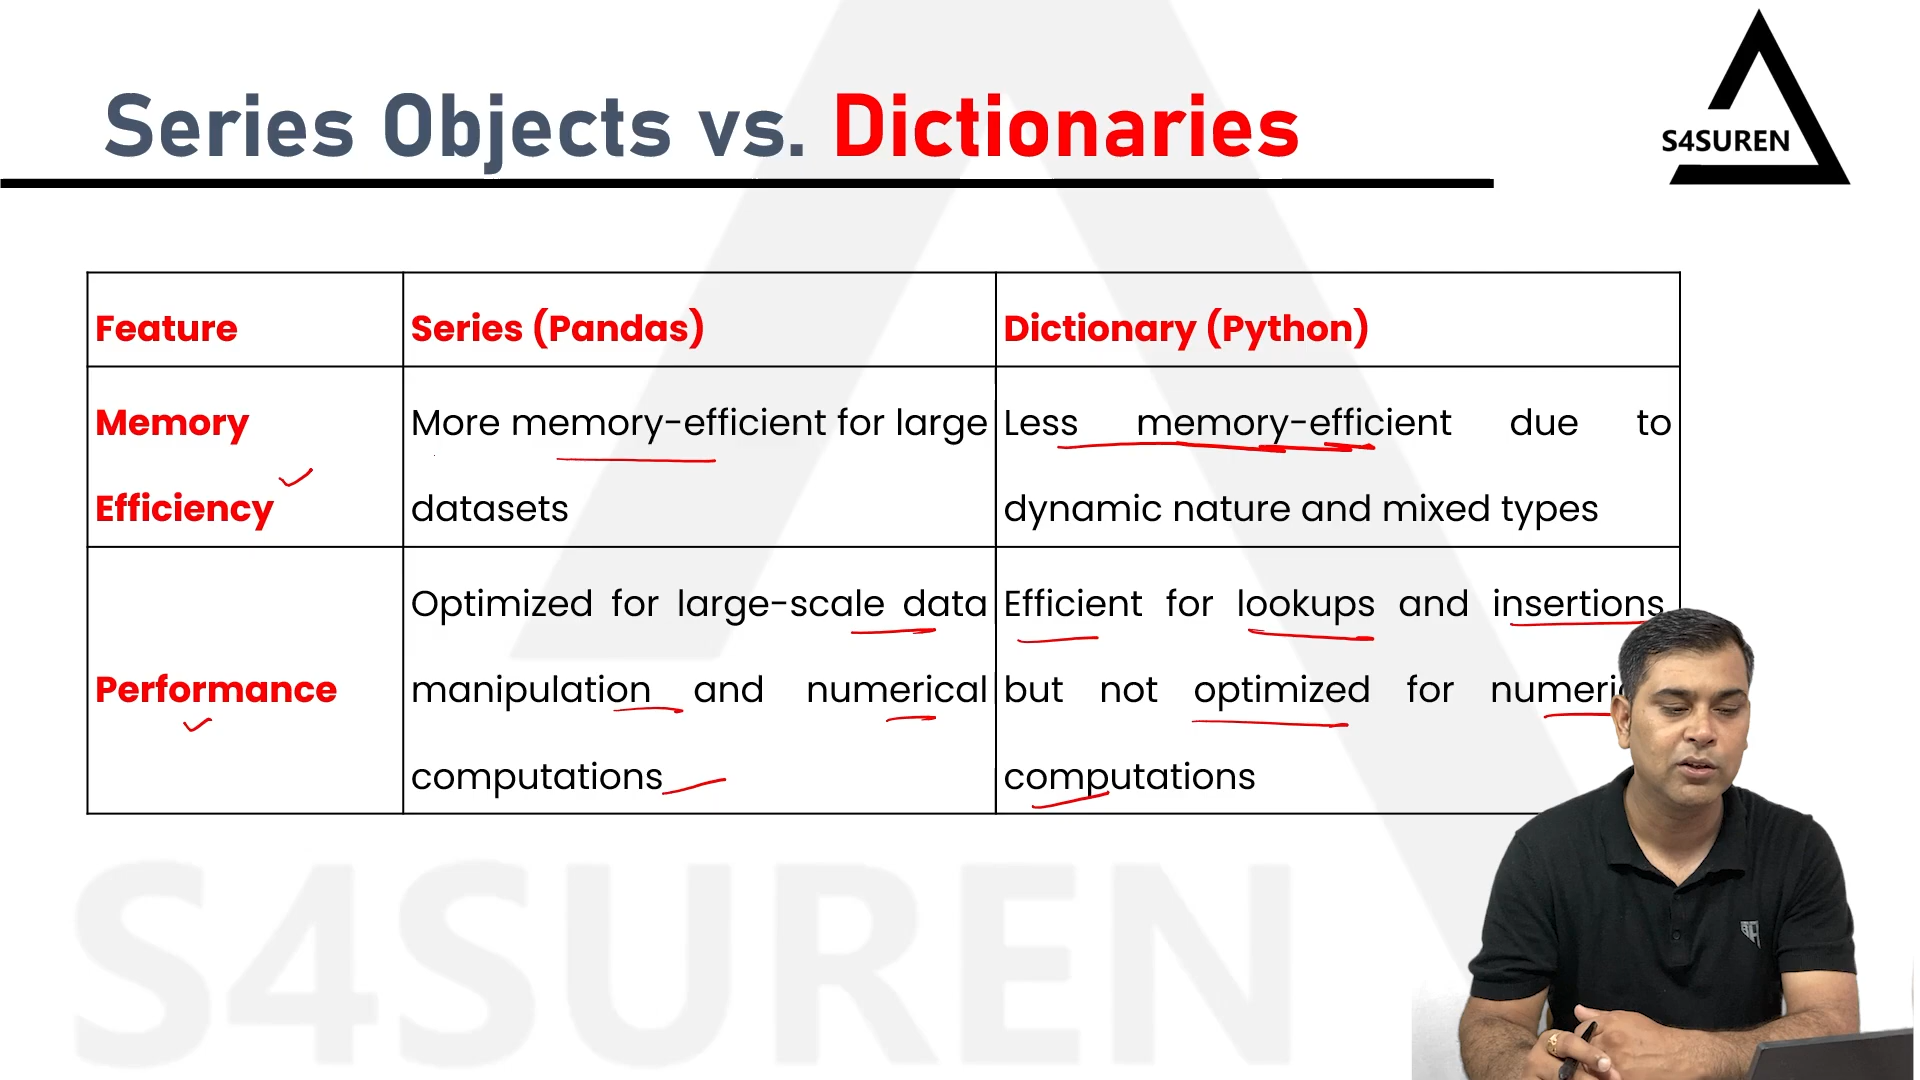 Series Objects vs. Dictionaries
S4SUREN
Feature
Series (Pandas)
Dictionary (Python)
Memory
Efficiency
More memory-efficient for large
datasets
Less memory-efficient due to
dynamic nature and mixed types
Performance
Optimized for large-scale data
manipulation and numerical
computations
Efficient for lookups and insertions
but not optimized for
computations
S4SUREN